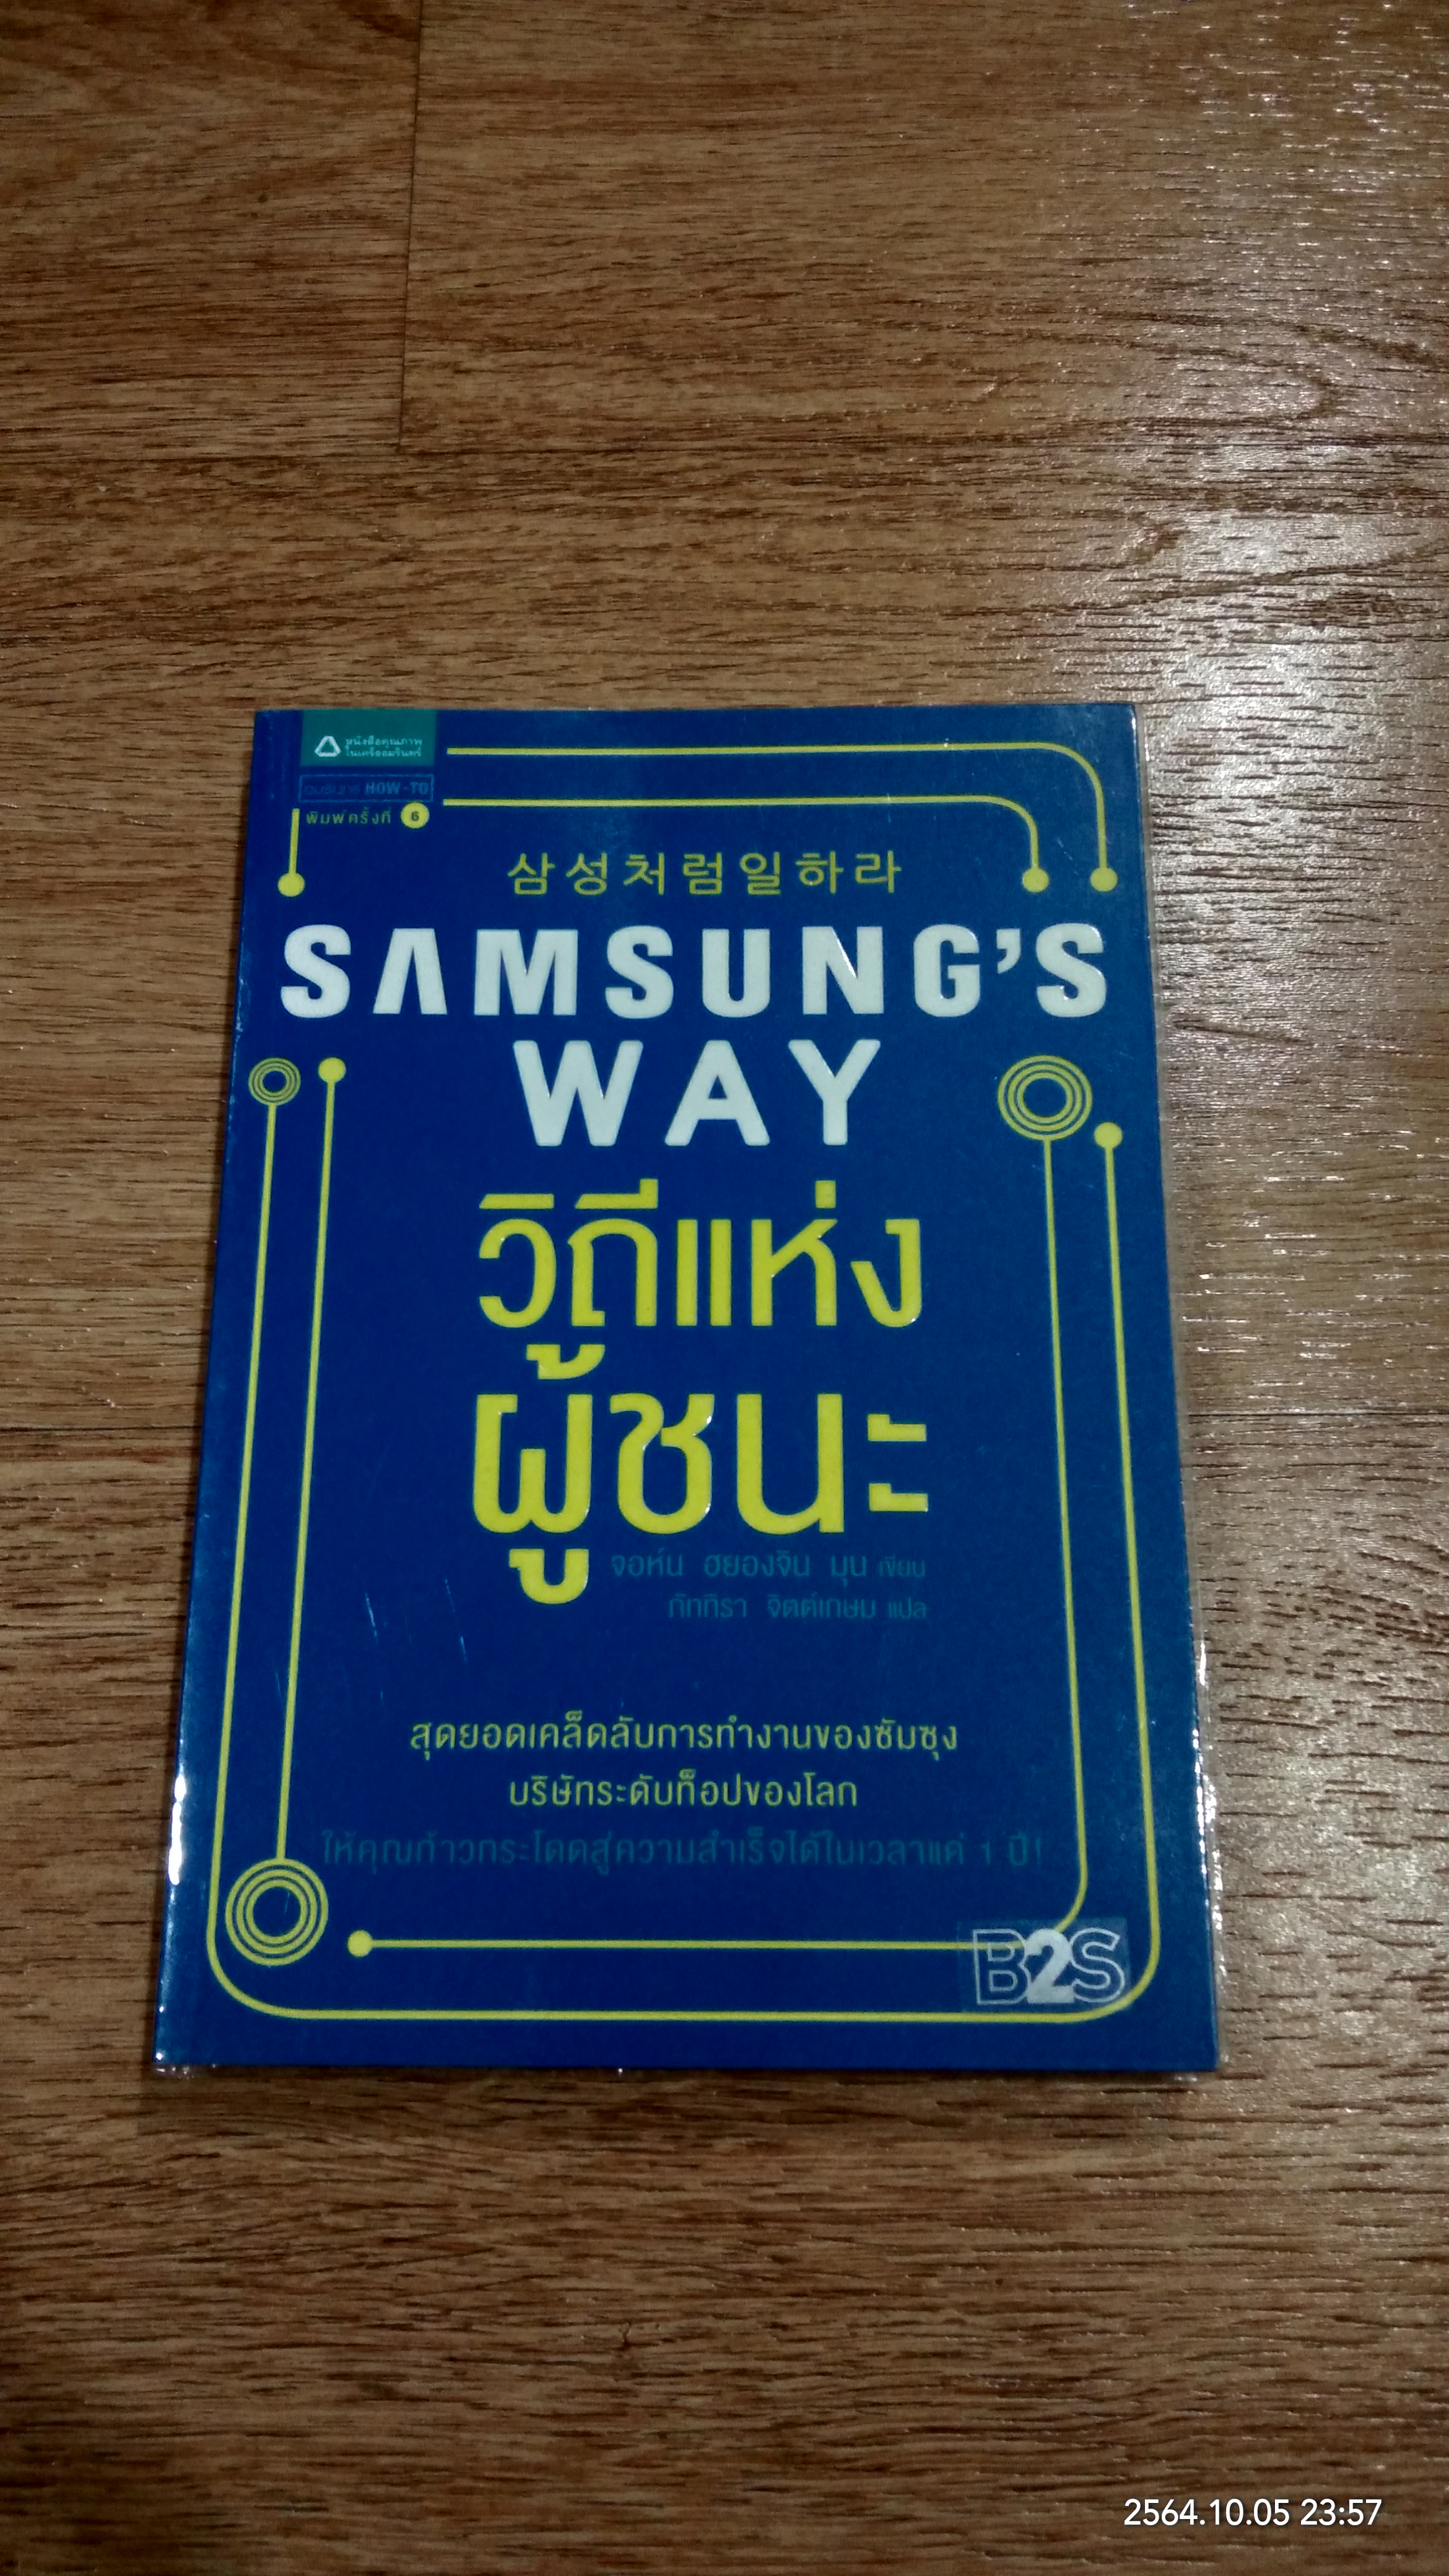 หนังสือคุณภาพ
ในเครืออมรินทร์
อมรินทร์ HOW-TO
พิมพ์ครั้งที่ 6
삼성처럼일하라
SAMSUNG'S
WAY
วิถีแห่ง
ผู้ชนะ
จอห์น ฮยองจิน มุน เขียน
ภัททิรา จิตต์เกษม แปล
สุดยอดเคล็ดลับการทำงานของซัมซุง
บริษัทระดับท็อปของโลก
ให้คุณก้าวกระโดดสู่ความสำเร็จได้ในเวลาแค่ 1 ปี!
B2S
2564.10.05 23:57